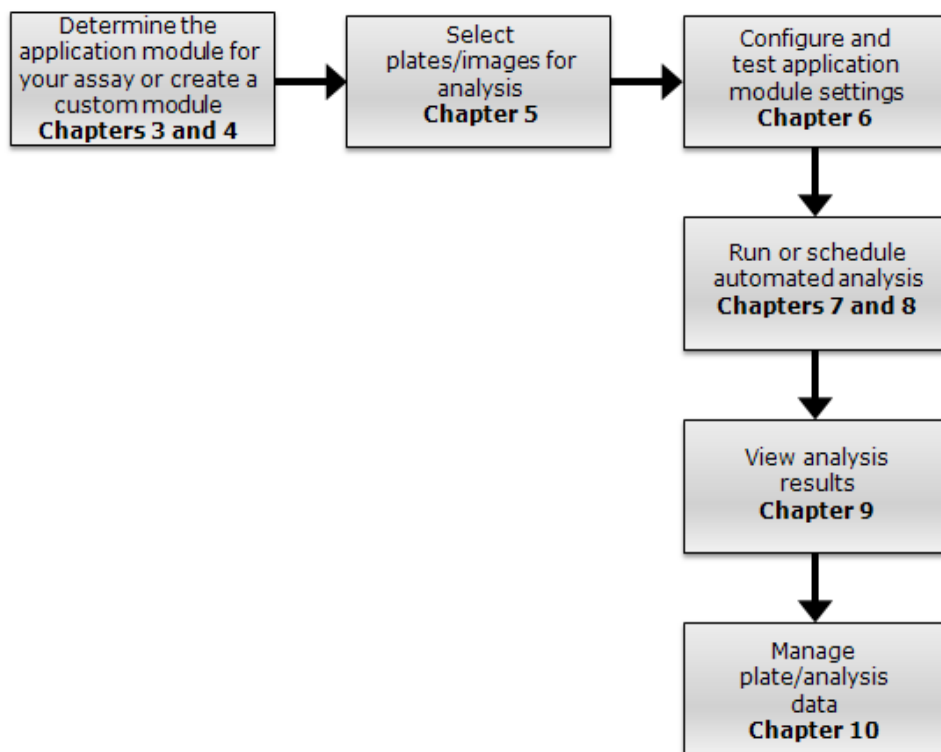 Determine the
application module for
your assay or create a
custom module
Chapters 3 and 4
Select
plates/images for
analysis
Chapter 5
Configure and
test application
module settings
Chapter 6
Run or schedule
automated analysis
Chapters 7 and 8
View analysis
results
Chapter 9
Manage
plate/analysis
data
Chapter 10